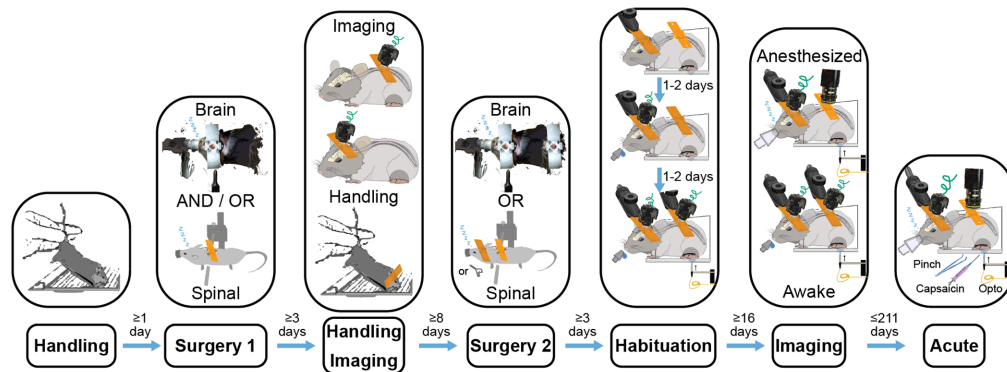 Brain
AND / OR
Spinal
Imaging
Handling
Brain
OR
or
Spinal
1-2 days
1-2 days
Anesthesized
Awake
Pinch
Capsaicin
Opto
Handling
≥1
day
Surgery 1
≥3
days
Handling
Imaging
≥8
days
Surgery 2
≥3
days
Habituation
≥16
days
Imaging
≤211
days
Acute